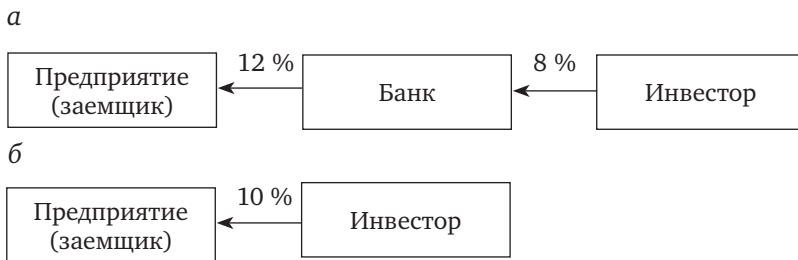 а
12 %
8 %
Предприятие
(заемщик)
Банк
Инвестор
б
10 %
Предприятие
(заемщик)
Инвестор